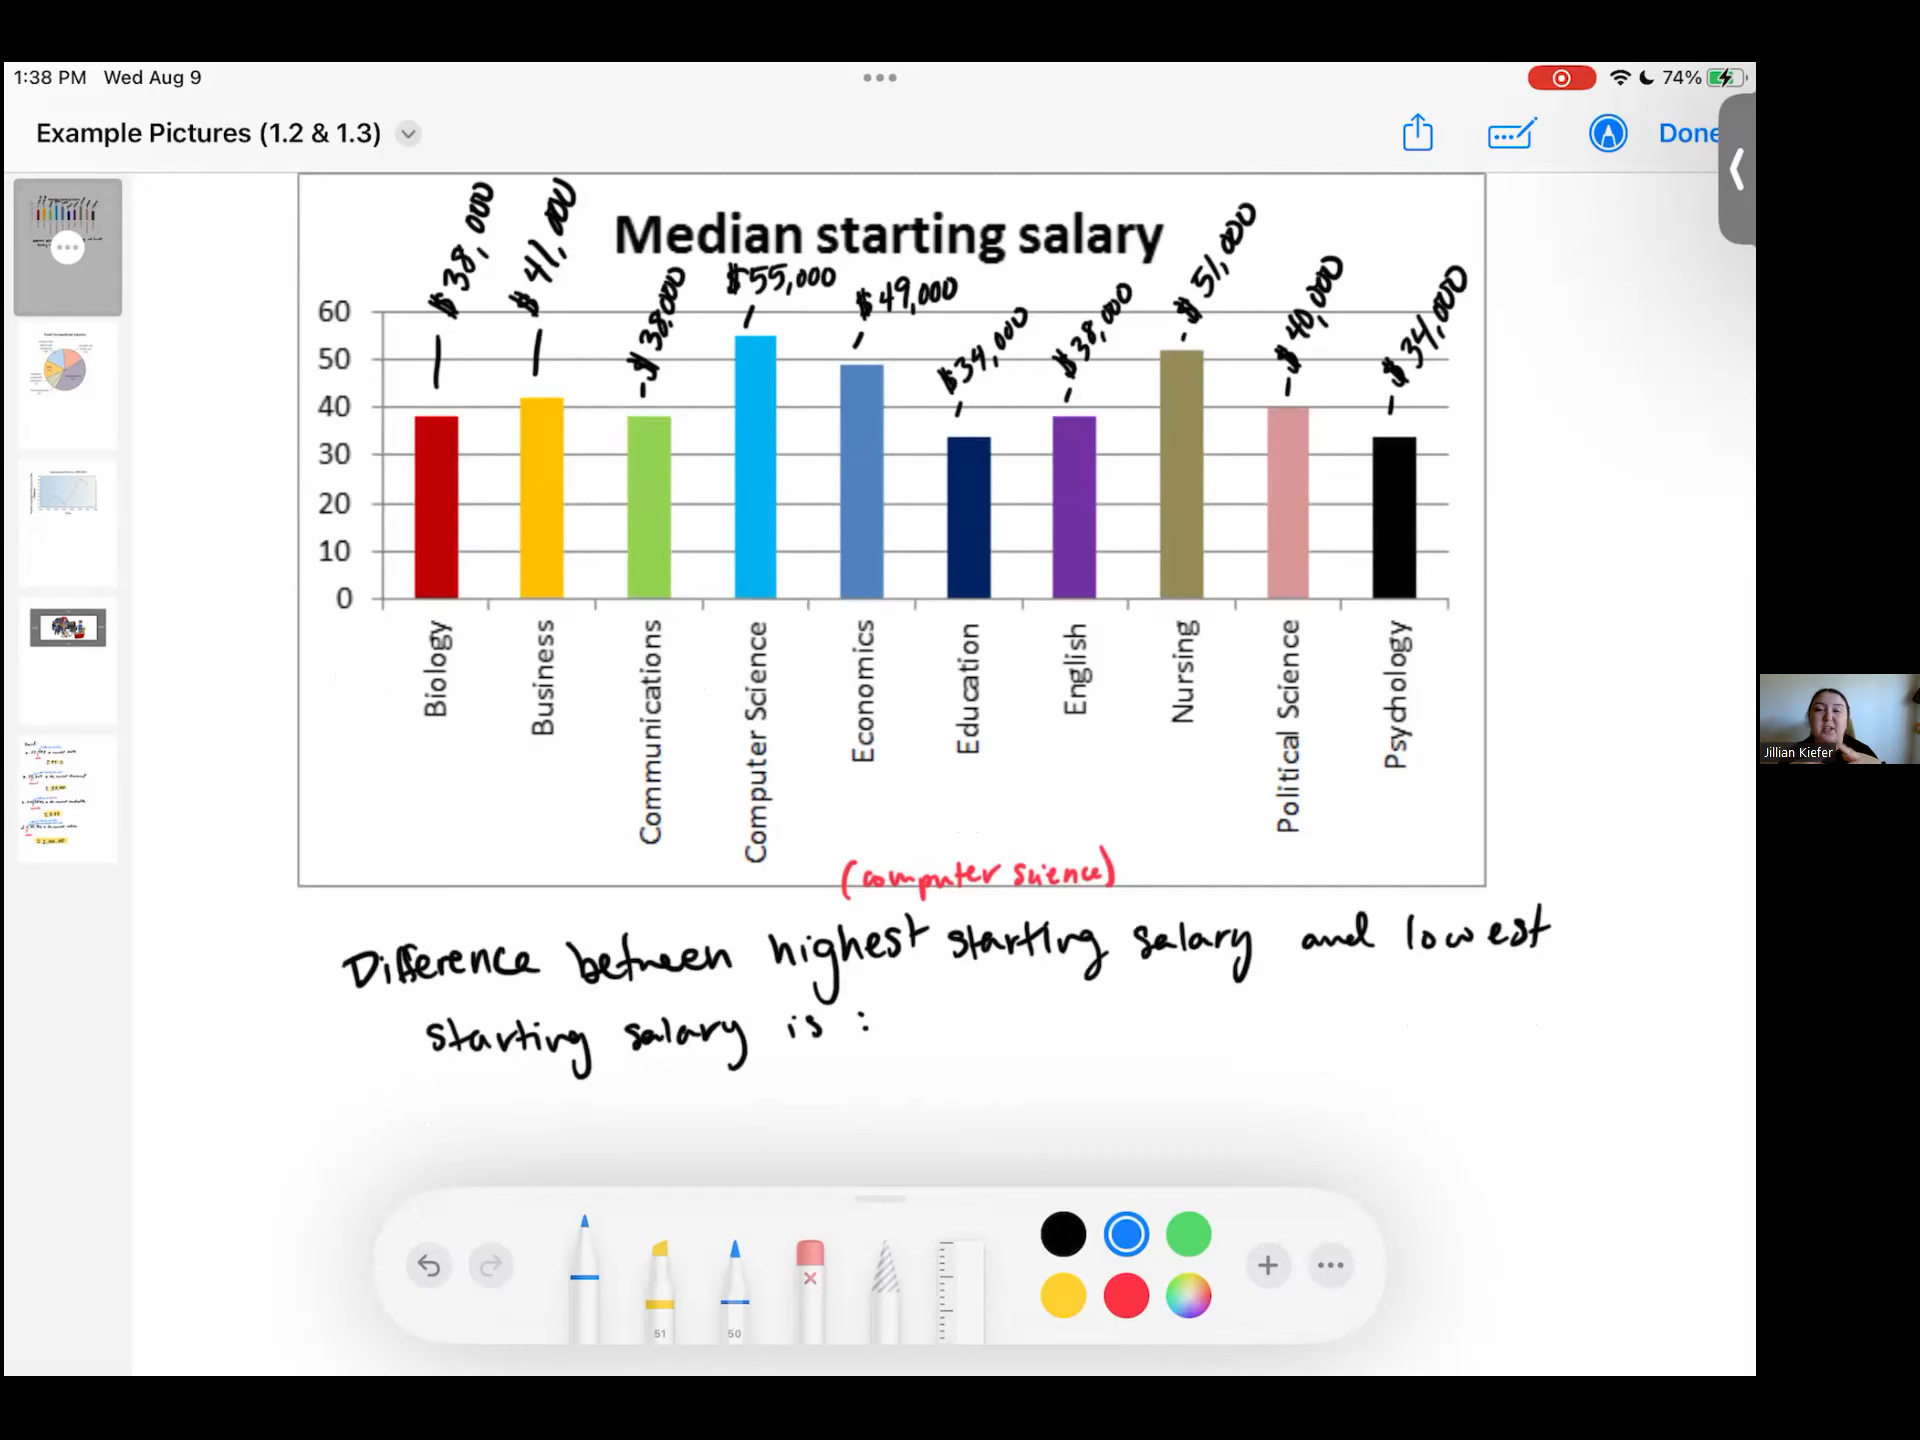 1:38 PM Wed Aug 9
74%
Example Pictures (1.2 & 1.3)
Done
Median starting salary
$38,000
$41,000
$38,000
$55,000
$49,000
$34,000
$38,000
$51,000
$40,000
$34,000
60
50
40
30
20
10
0
Biology
Business
Communications
Computer Science
Economics
Education
English
Nursing
Political Science
Psychology
(computer science)
Difference between highest starting salary and lowest
starting salary is :
Jillian Kiefer
51
50